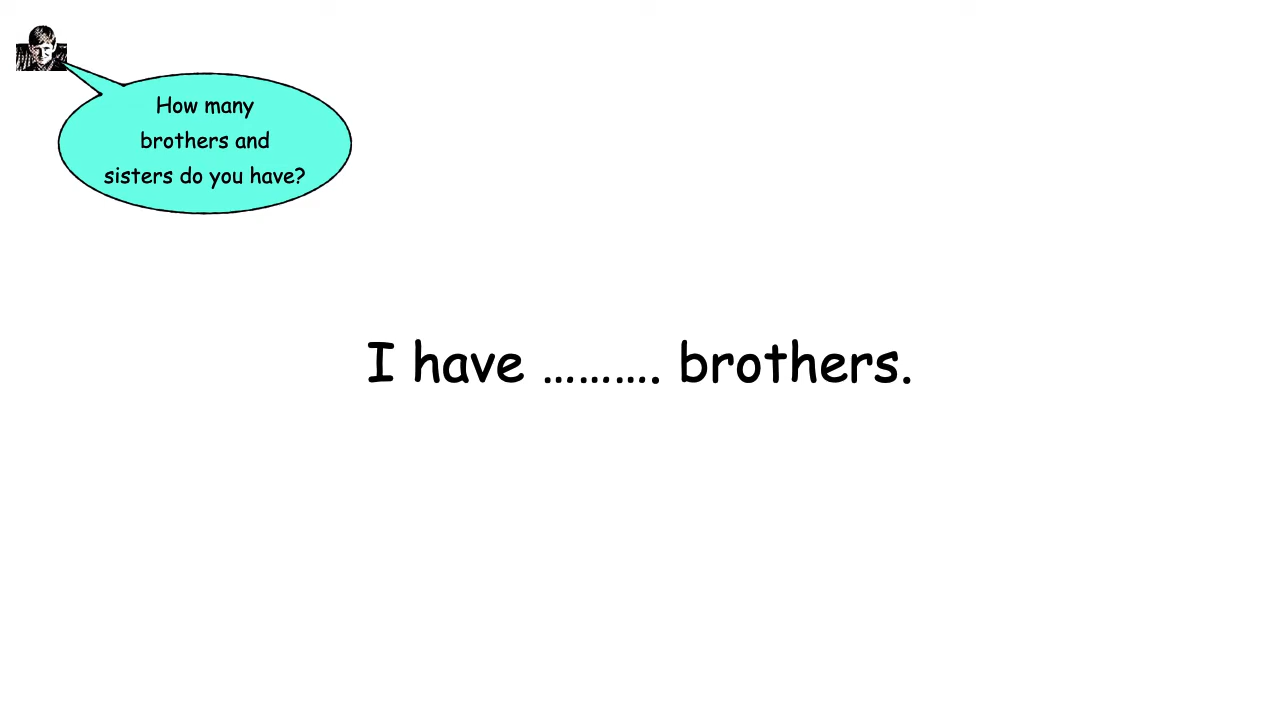 How many
brothers and
sisters do you have?
I have ………. brothers.